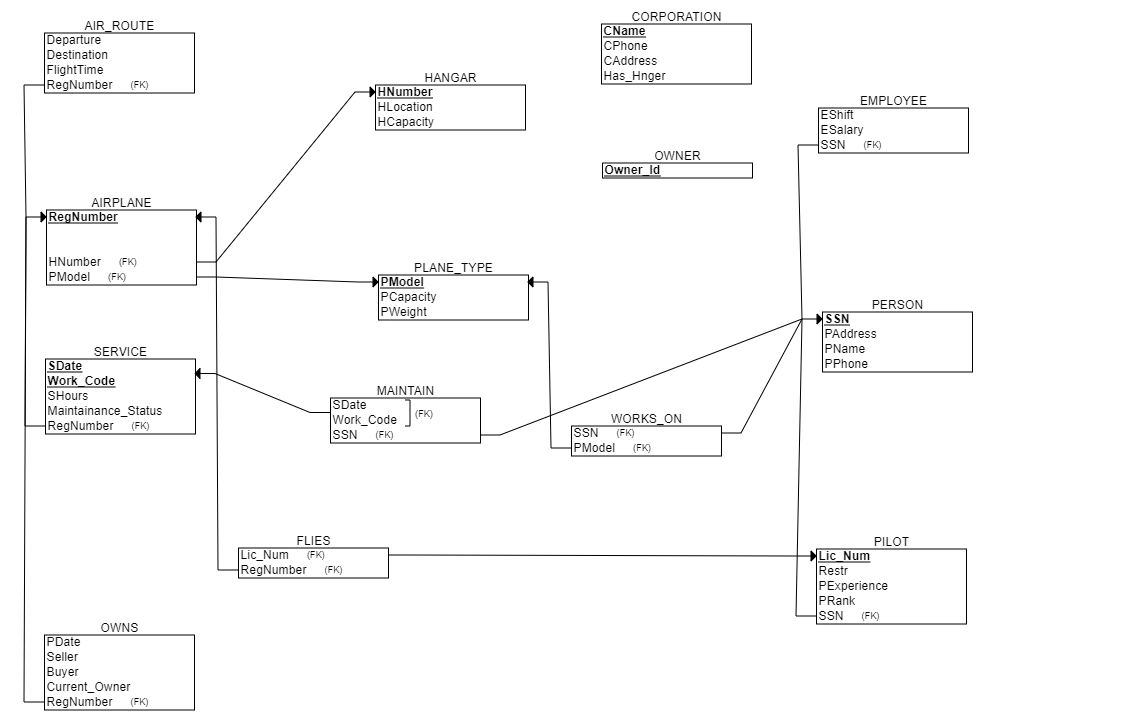 AIR_ROUTE
Departure
Destination
FlightTime
RegNumber (FK)
CORPORATION
CName
CPhone
CAddress
Has_Hnger
HANGAR
HNumber
HLocation
HCapacity
EMPLOYEE
EShift
ESalary
SSN (FK)
OWNER
Owner_Id
AIRPLANE
RegNumber
HNumber (FK)
PModel (FK)
PLANE_TYPE
PModel
PCapacity
PWeight
PERSON
SSN
PAddress
PName
PPhone
SERVICE
SDate
Work_Code
SHours
Maintainance_Status
RegNumber (FK)
MAINTAIN
SDate
Work_Code (FK)
SSN (FK)
WORKS_ON
SSN (FK)
PModel (FK)
FLIES
Lic_Num (FK)
RegNumber (FK)
PILOT
Lic_Num
Restr
PExperience
PRank
SSN (FK)
OWNS
PDate
Seller
Buyer
Current_Owner
RegNumber (FK)